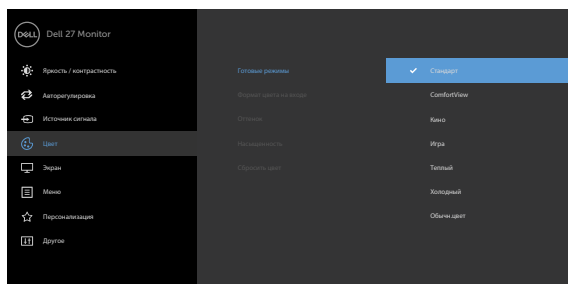 DELL
Dell 27 Monitor
Яркость / контрастность
Авторегулировка
Источник сигнала
Цвет
Экран
Меню
Персонализация
Другое
Готовые режимы
Формат цвета на входе
Оттенок
Насыщенность
Сбросить цвет
Стандарт
ComfortView
Кино
Игра
Теплый
Холодный
Обычн.цвет